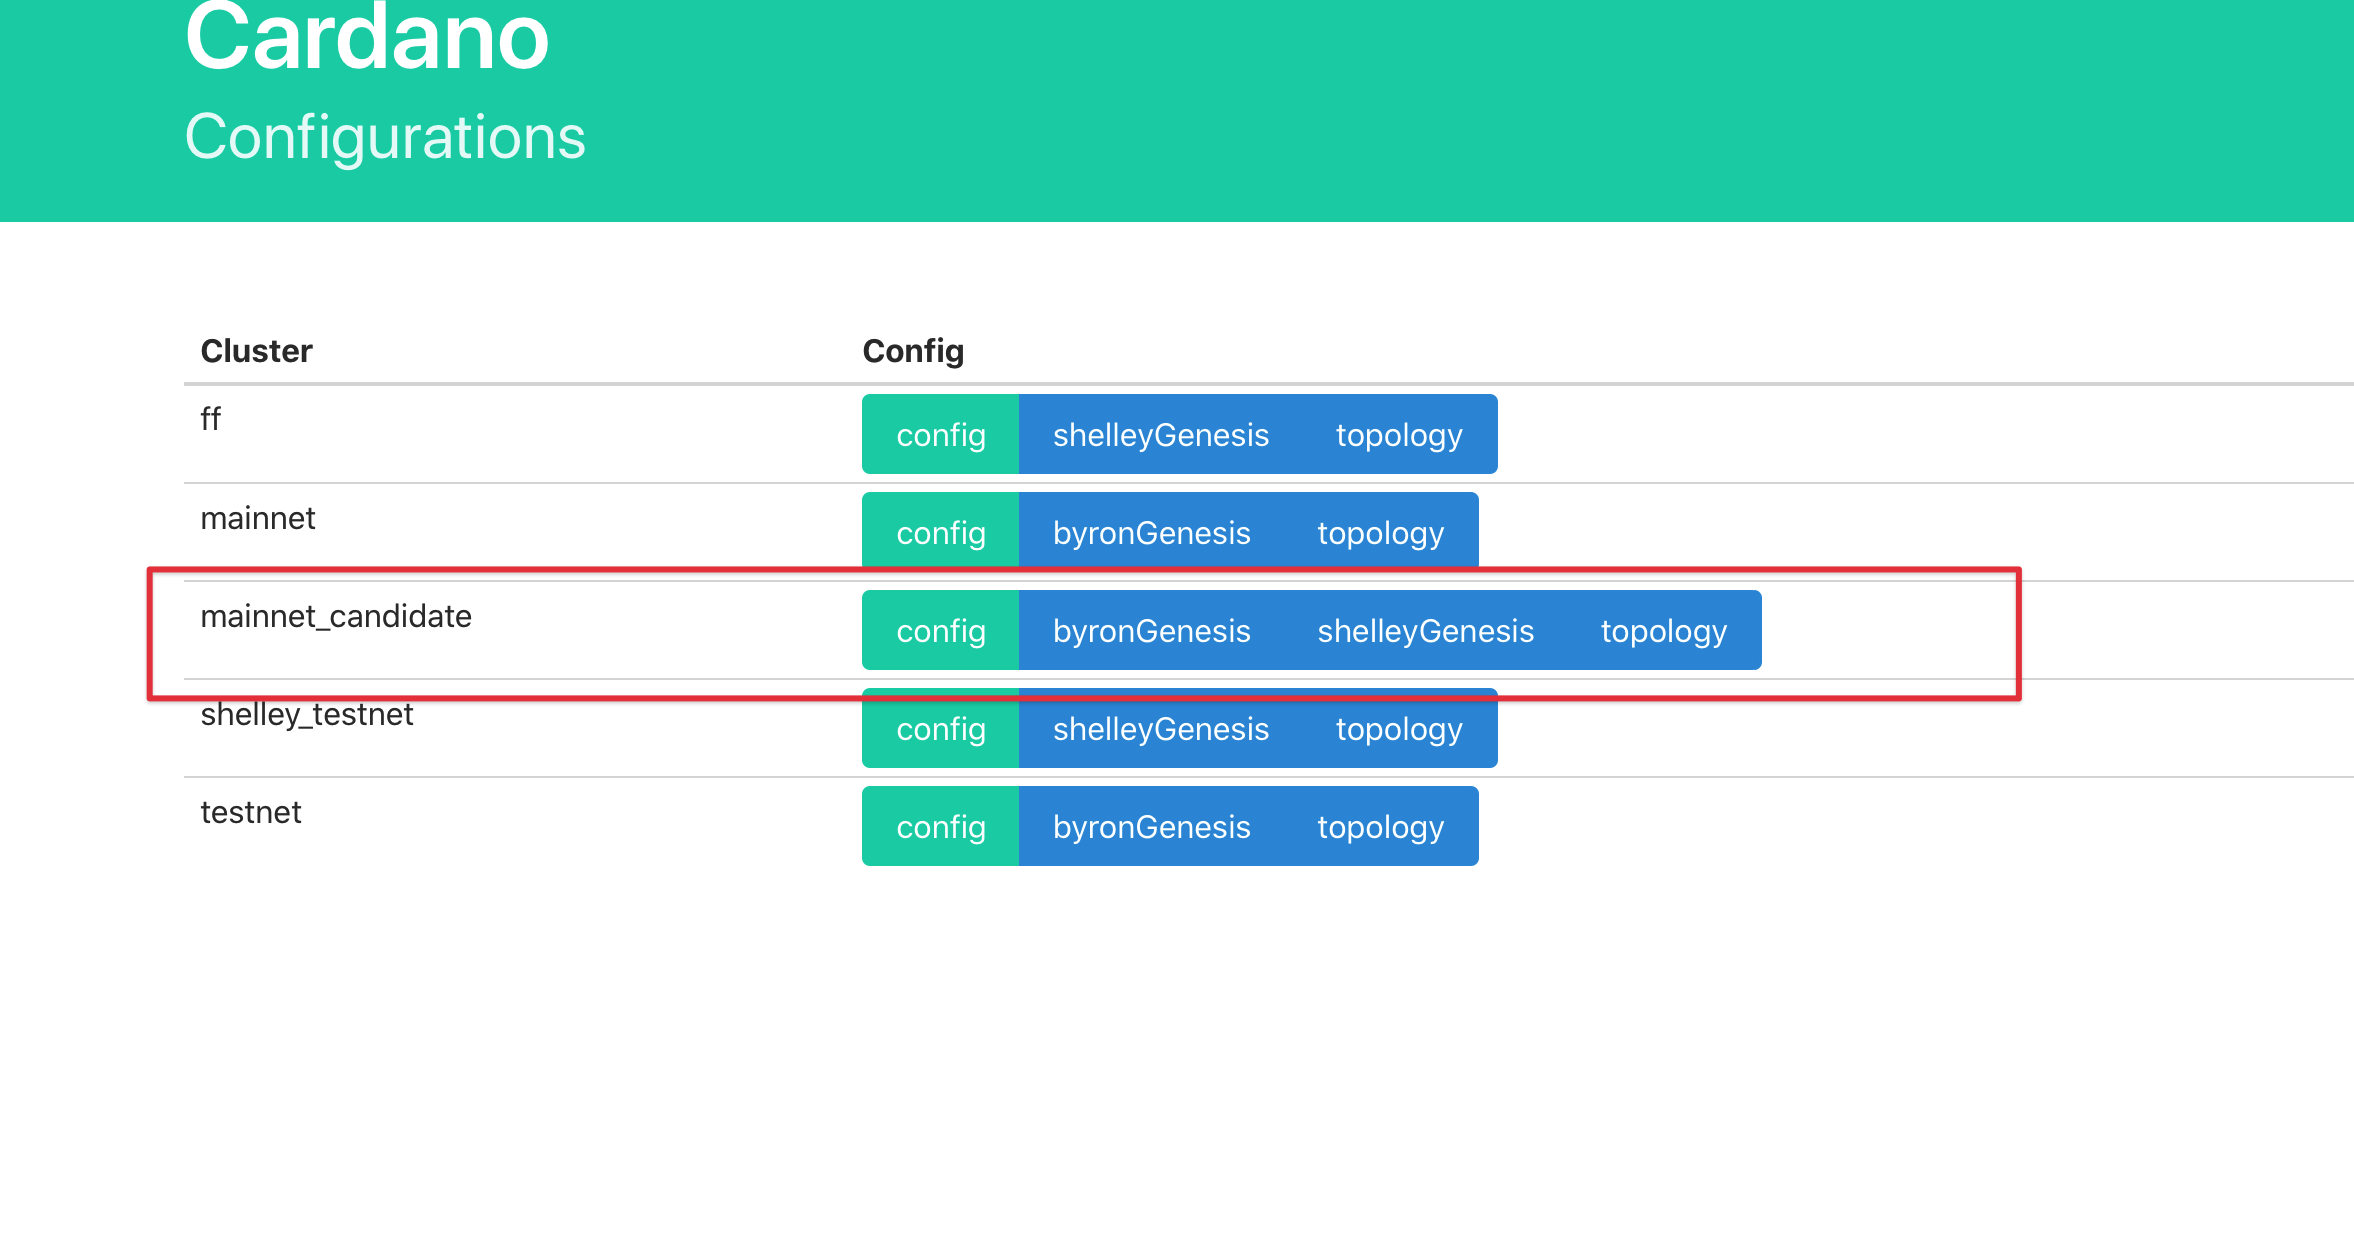 Cardano
Configurations
Cluster Config
ff config shelleyGenesis topology
mainnet config byronGenesis topology
mainnet_candidate config byronGenesis shelleyGenesis topology
shelley_testnet config shelleyGenesis topology
testnet config byronGenesis topology